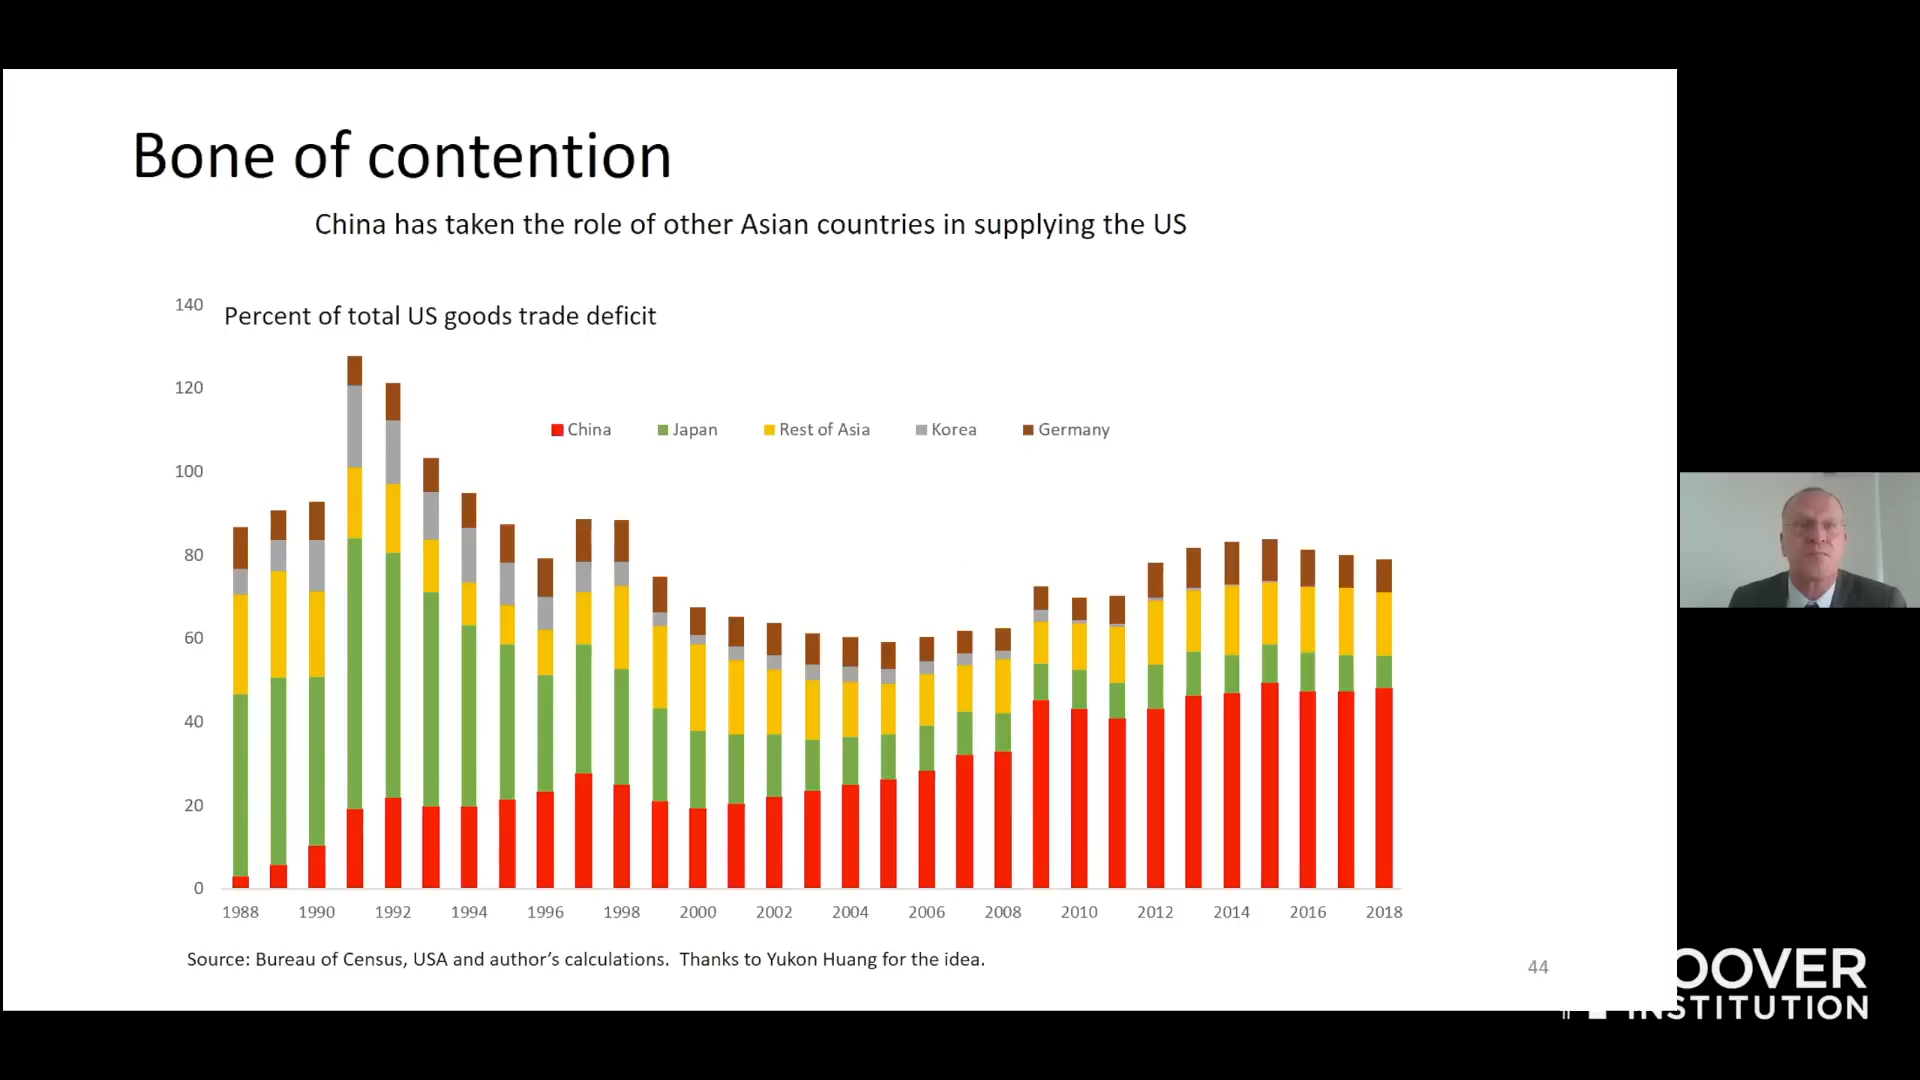 Bone of contention
China has taken the role of other Asian countries in supplying the US
Percent of total US goods trade deficit
140
120
100
80
60
40
20
0
China Japan Rest of Asia Korea Germany
1988 1990 1992 1994 1996 1998 2000 2002 2004 2006 2008 2010 2012 2014 2016 2018
Source: Bureau of Census, USA and author's calculations. Thanks to Yukon Huang for the idea.
44
OOVER
INSTITUTION